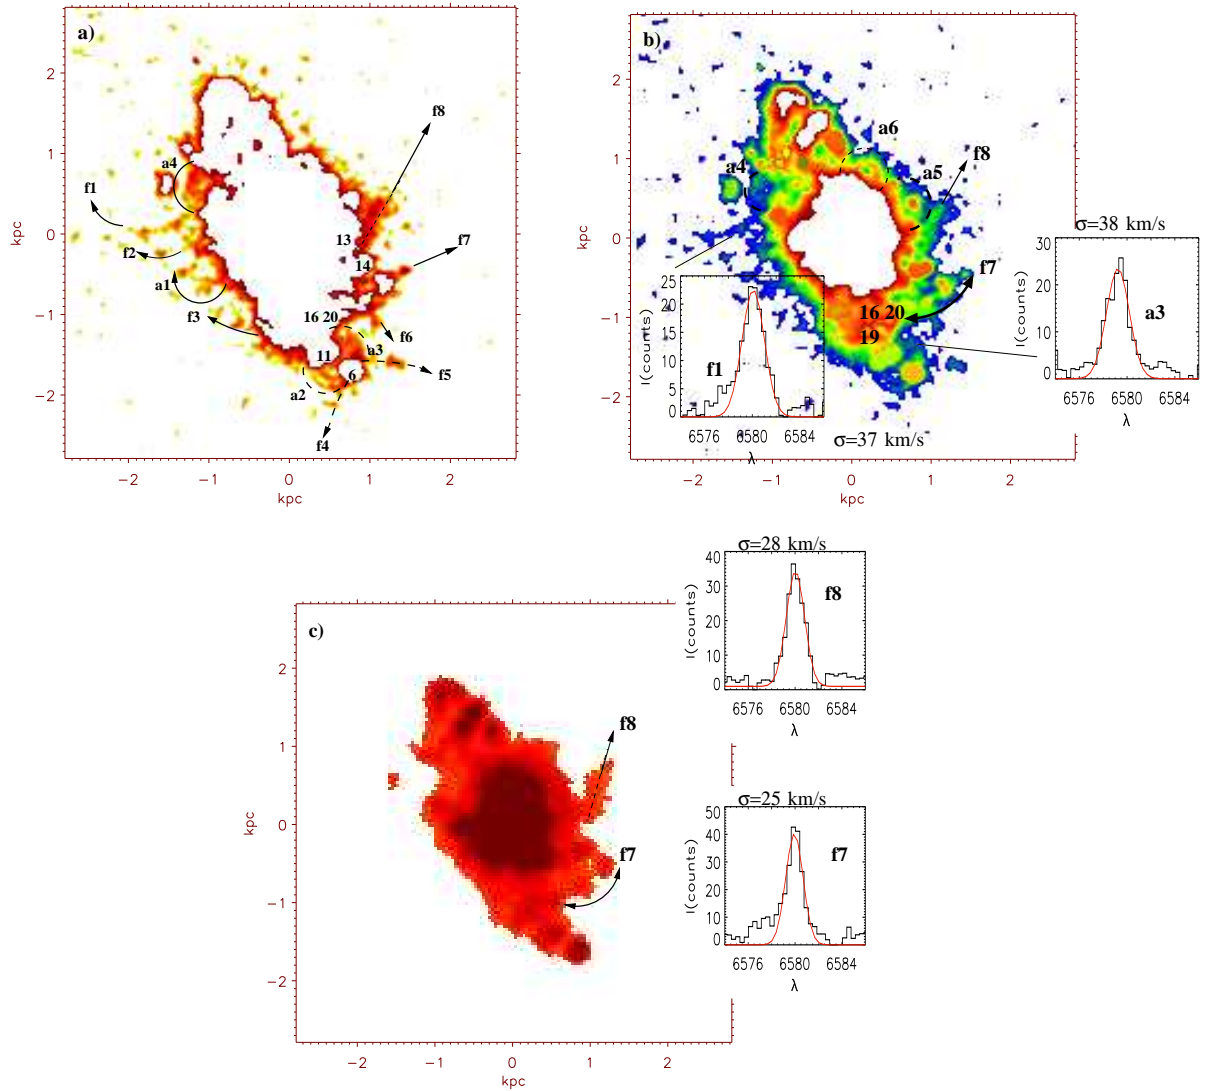 a)
f8
a4
f1
f2
a1
f3
13
14
f7
16 20
f6
11
a3
6
f5
a2
f4
2
1
0
−1
−2
kpc
−2 −1 0 1 2
kpc
b)
a6
a4
f8
a5
f7
16 20
19
2
1
0
−1
−2
kpc
−2 −1 0 1 2
kpc
25
20
15
10
5
0
I(counts)
f1
6576 6580 6584
λ
σ=37 km/s
σ=38 km/s
30
20
10
0
I(counts)
a3
6576 6580 6584
λ
c)
f8
f7
2
1
0
−1
−2
kpc
−2 −1 0 1 2
kpc
σ=28 km/s
40
30
20
10
0
I(counts)
f8
6576 6580 6584
λ
σ=25 km/s
50
40
30
20
10
0
I(counts)
f7
6576 6580 6584
λ